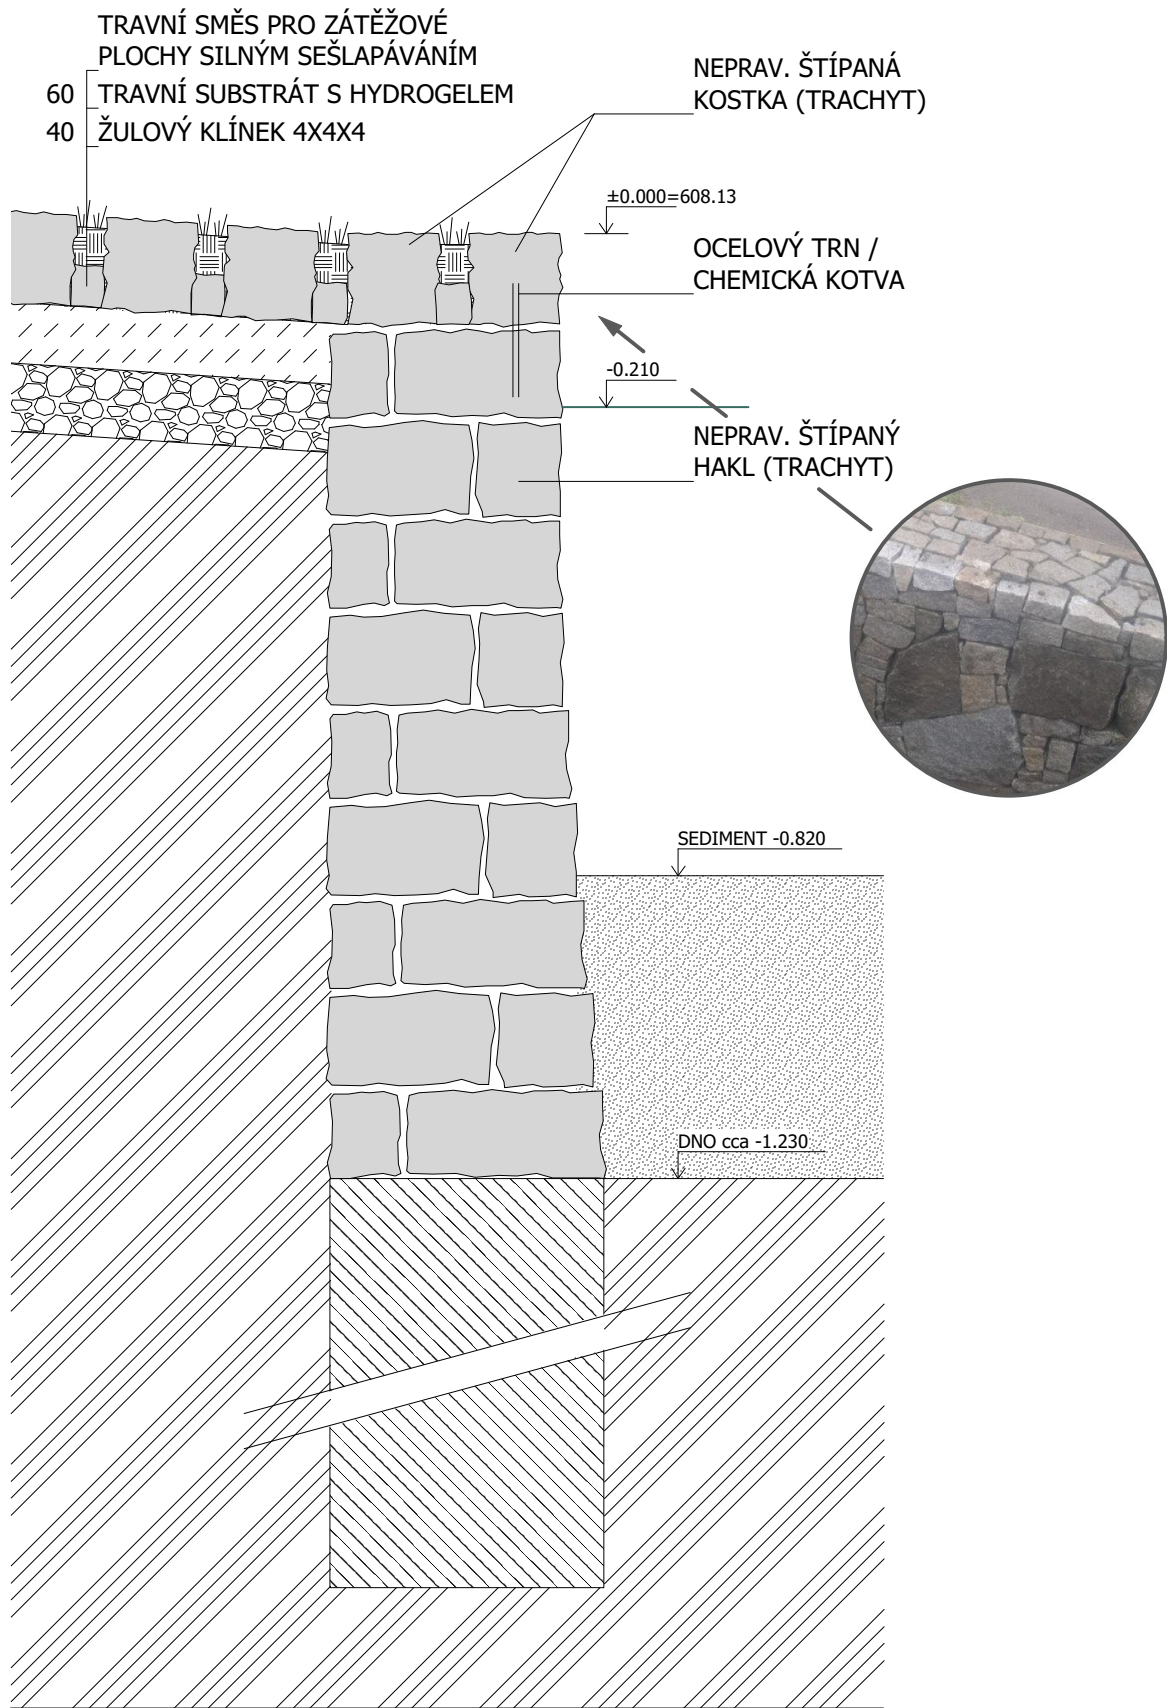 TRAVNÍ SMĚS PRO ZÁTĚŽOVÉ
PLOCHY SILNÝM SEŠLAPÁVÁNÍM
60 TRAVNÍ SUBSTRÁT S HYDROGELEM
40 ŽULOVÝ KLÍNEK 4X4X4
NEPRAV. ŠTÍPANÁ
KOSTKA (TRACHYT)
±0.000=608.13
OCELOVÝ TRN /
CHEMICKÁ KOTVA
-0.210
NEPRAV. ŠTÍPANÝ
HAKL (TRACHYT)
SEDIMENT -0.820
DNO cca -1.230